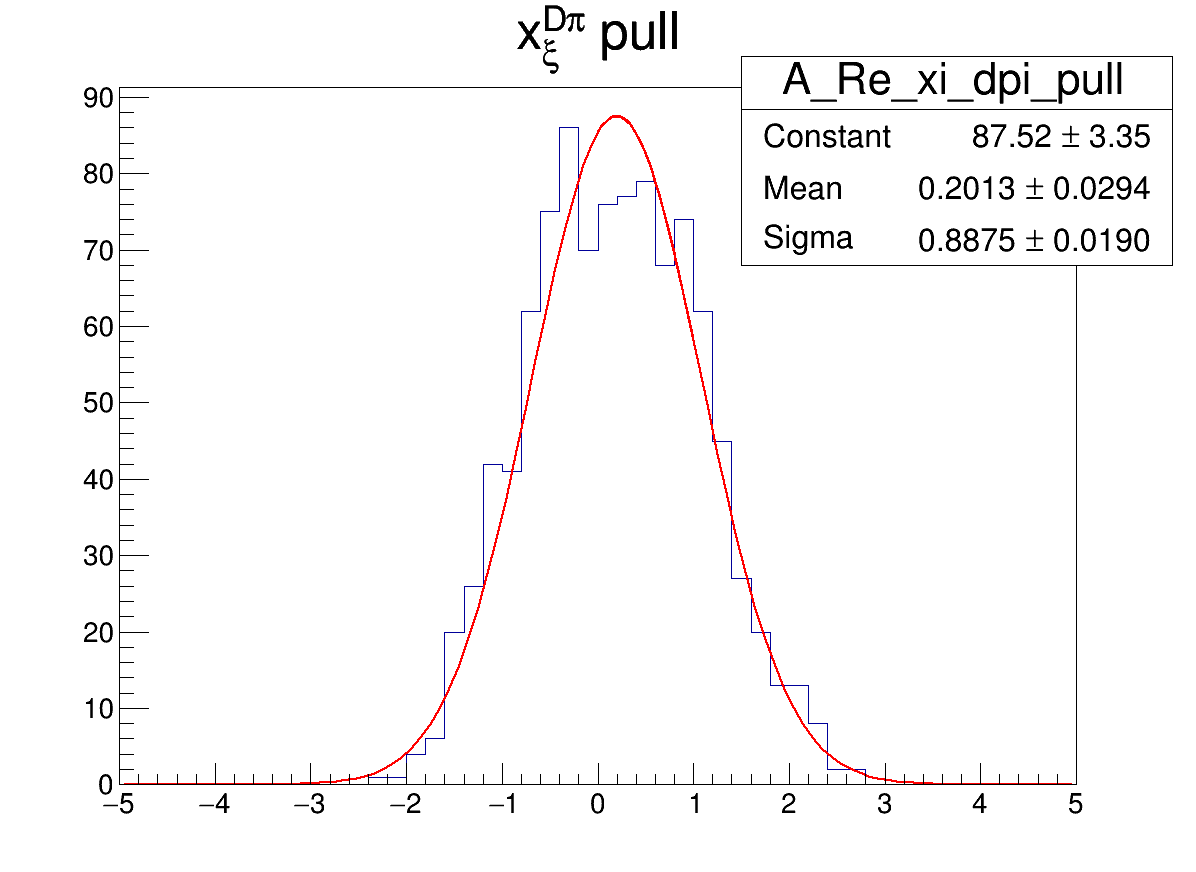 x_ξ^Dπ pull
A_Re_xi_dpi_pull
Constant 87.52 ± 3.35
Mean 0.2013 ± 0.0294
Sigma 0.8875 ± 0.0190
90
80
70
60
50
40
30
20
10
0
−5 −4 −3 −2 −1 0 1 2 3 4 5